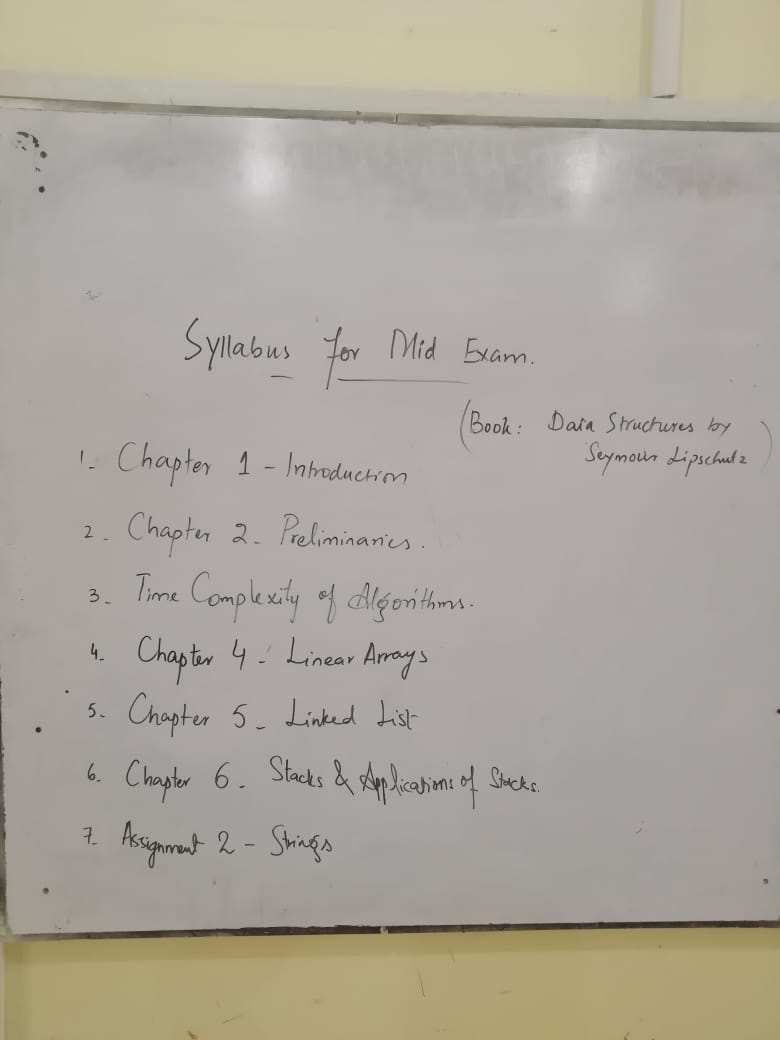 Syllabus for Mid Exam.
(Book: Data Structures by
Seymour Lipschutz)
1- Chapter 1 - Introduction
2- Chapter 2- Preliminaries.
3- Time Complexity of Algorithms.
4- Chapter 4- Linear Arrays
5- Chapter 5- Linked List
6- Chapter 6- Stacks & Applications of Stacks.
7- Assignment 2 - Strings